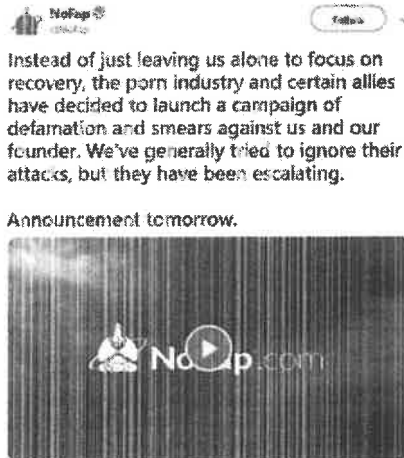 NoFap
Follow
Instead of just leaving us alone to focus on
recovery, the porn industry and certain allies
have decided to launch a campaign of
defamation and smears against us and our
founder. We've generally tried to ignore their
attacks, but they have been escalating.
Announcement tomorrow.
NoFap.com